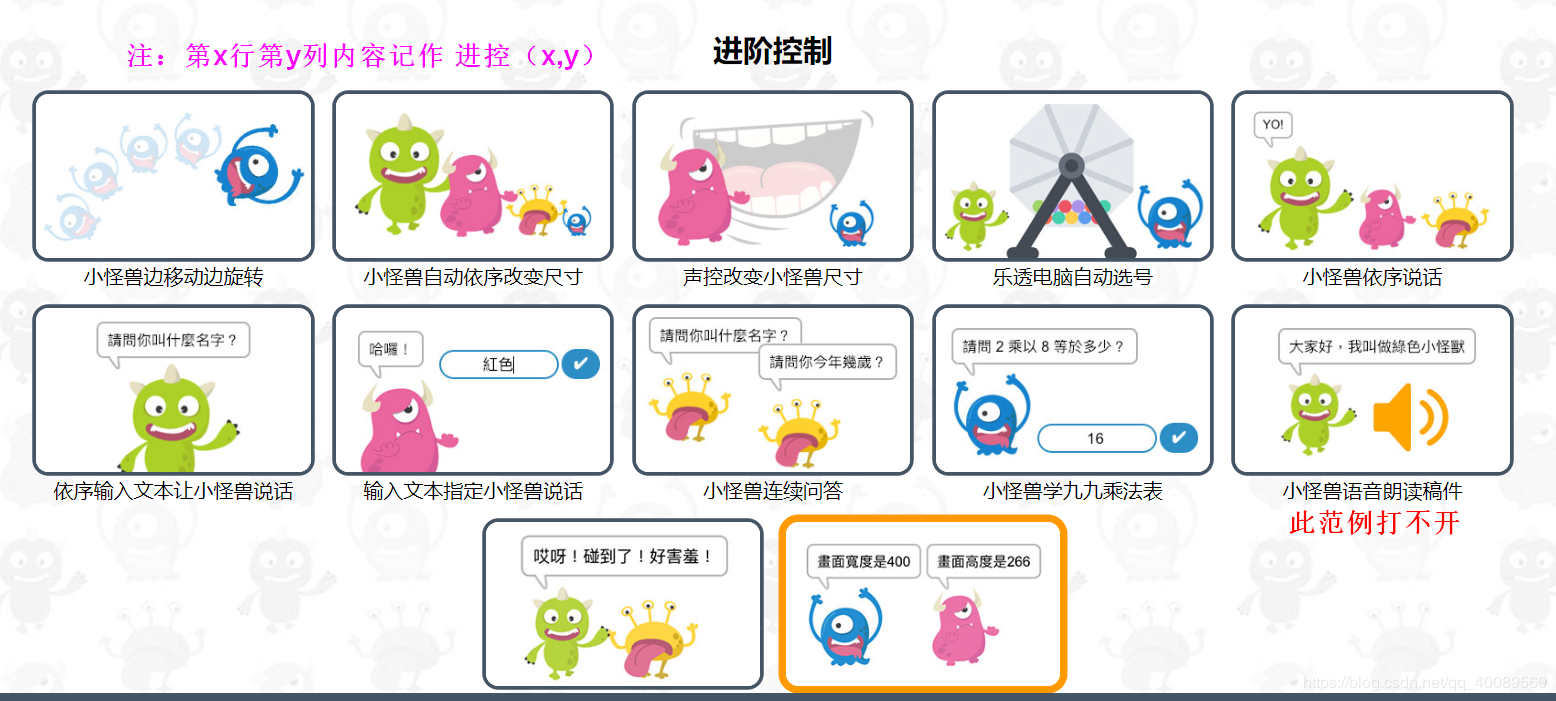 进阶控制
注：第x行第y列内容记作 进控（x,y）
YO!
小怪兽边移动边旋转
小怪兽自动依序改变尺寸
声控改变小怪兽尺寸
乐透电脑自动选号
小怪兽依序说话
請問你叫什麼名字？
哈囉！
紅色
請問你叫什麼名字？
請問你今年幾歲？
請問 2 乘以 8 等於多少？
16
大家好，我叫做綠色小怪獸
依序输入文本让小怪兽说话
输入文本指定小怪兽说话
小怪兽连续问答
小怪兽学九九乘法表
小怪兽语音朗读稿件
此范例打不开
哎呀！碰到了！好害羞！
畫面寬度是400
畫面高度是266
https://blog.csdn.net/qq_40089569